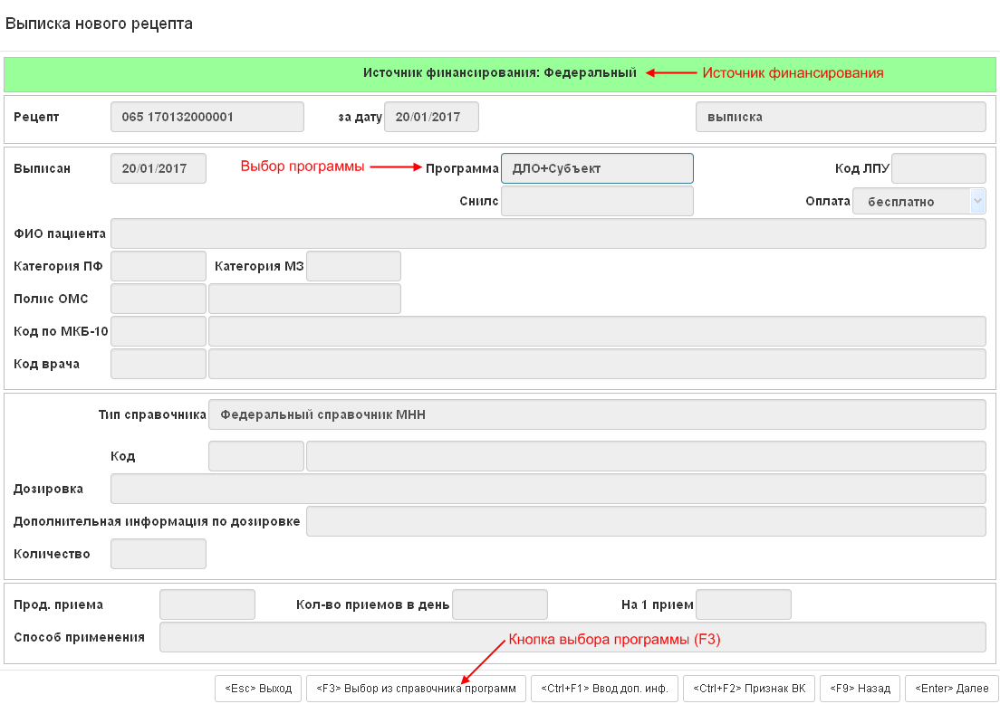 Выписка нового рецепта
Источник финансирования: Федеральный Источник финансирования
Рецепт 065 170132000001 за дату 20/01/2017 выписка
Выписан 20/01/2017 Выбор программы Программа ДЛО+Субъект Код ЛПУ
Снилс Оплата бесплатно
ФИО пациента
Категория ПФ Категория МЗ
Полис ОМС
Код по МКБ-10
Код врача
Тип справочника Федеральный справочник МНН
Код
Дозировка
Дополнительная информация по дозировке
Количество
Прод. приема Кол-во приемов в день На 1 прием
Способ применения Кнопка выбора программы (F3)
<Esc> Выход <F3> Выбор из справочника программ <Ctrl+F1> Ввод доп. инф. <Ctrl+F2> Признак ВК <F9> Назад <Enter> Далее